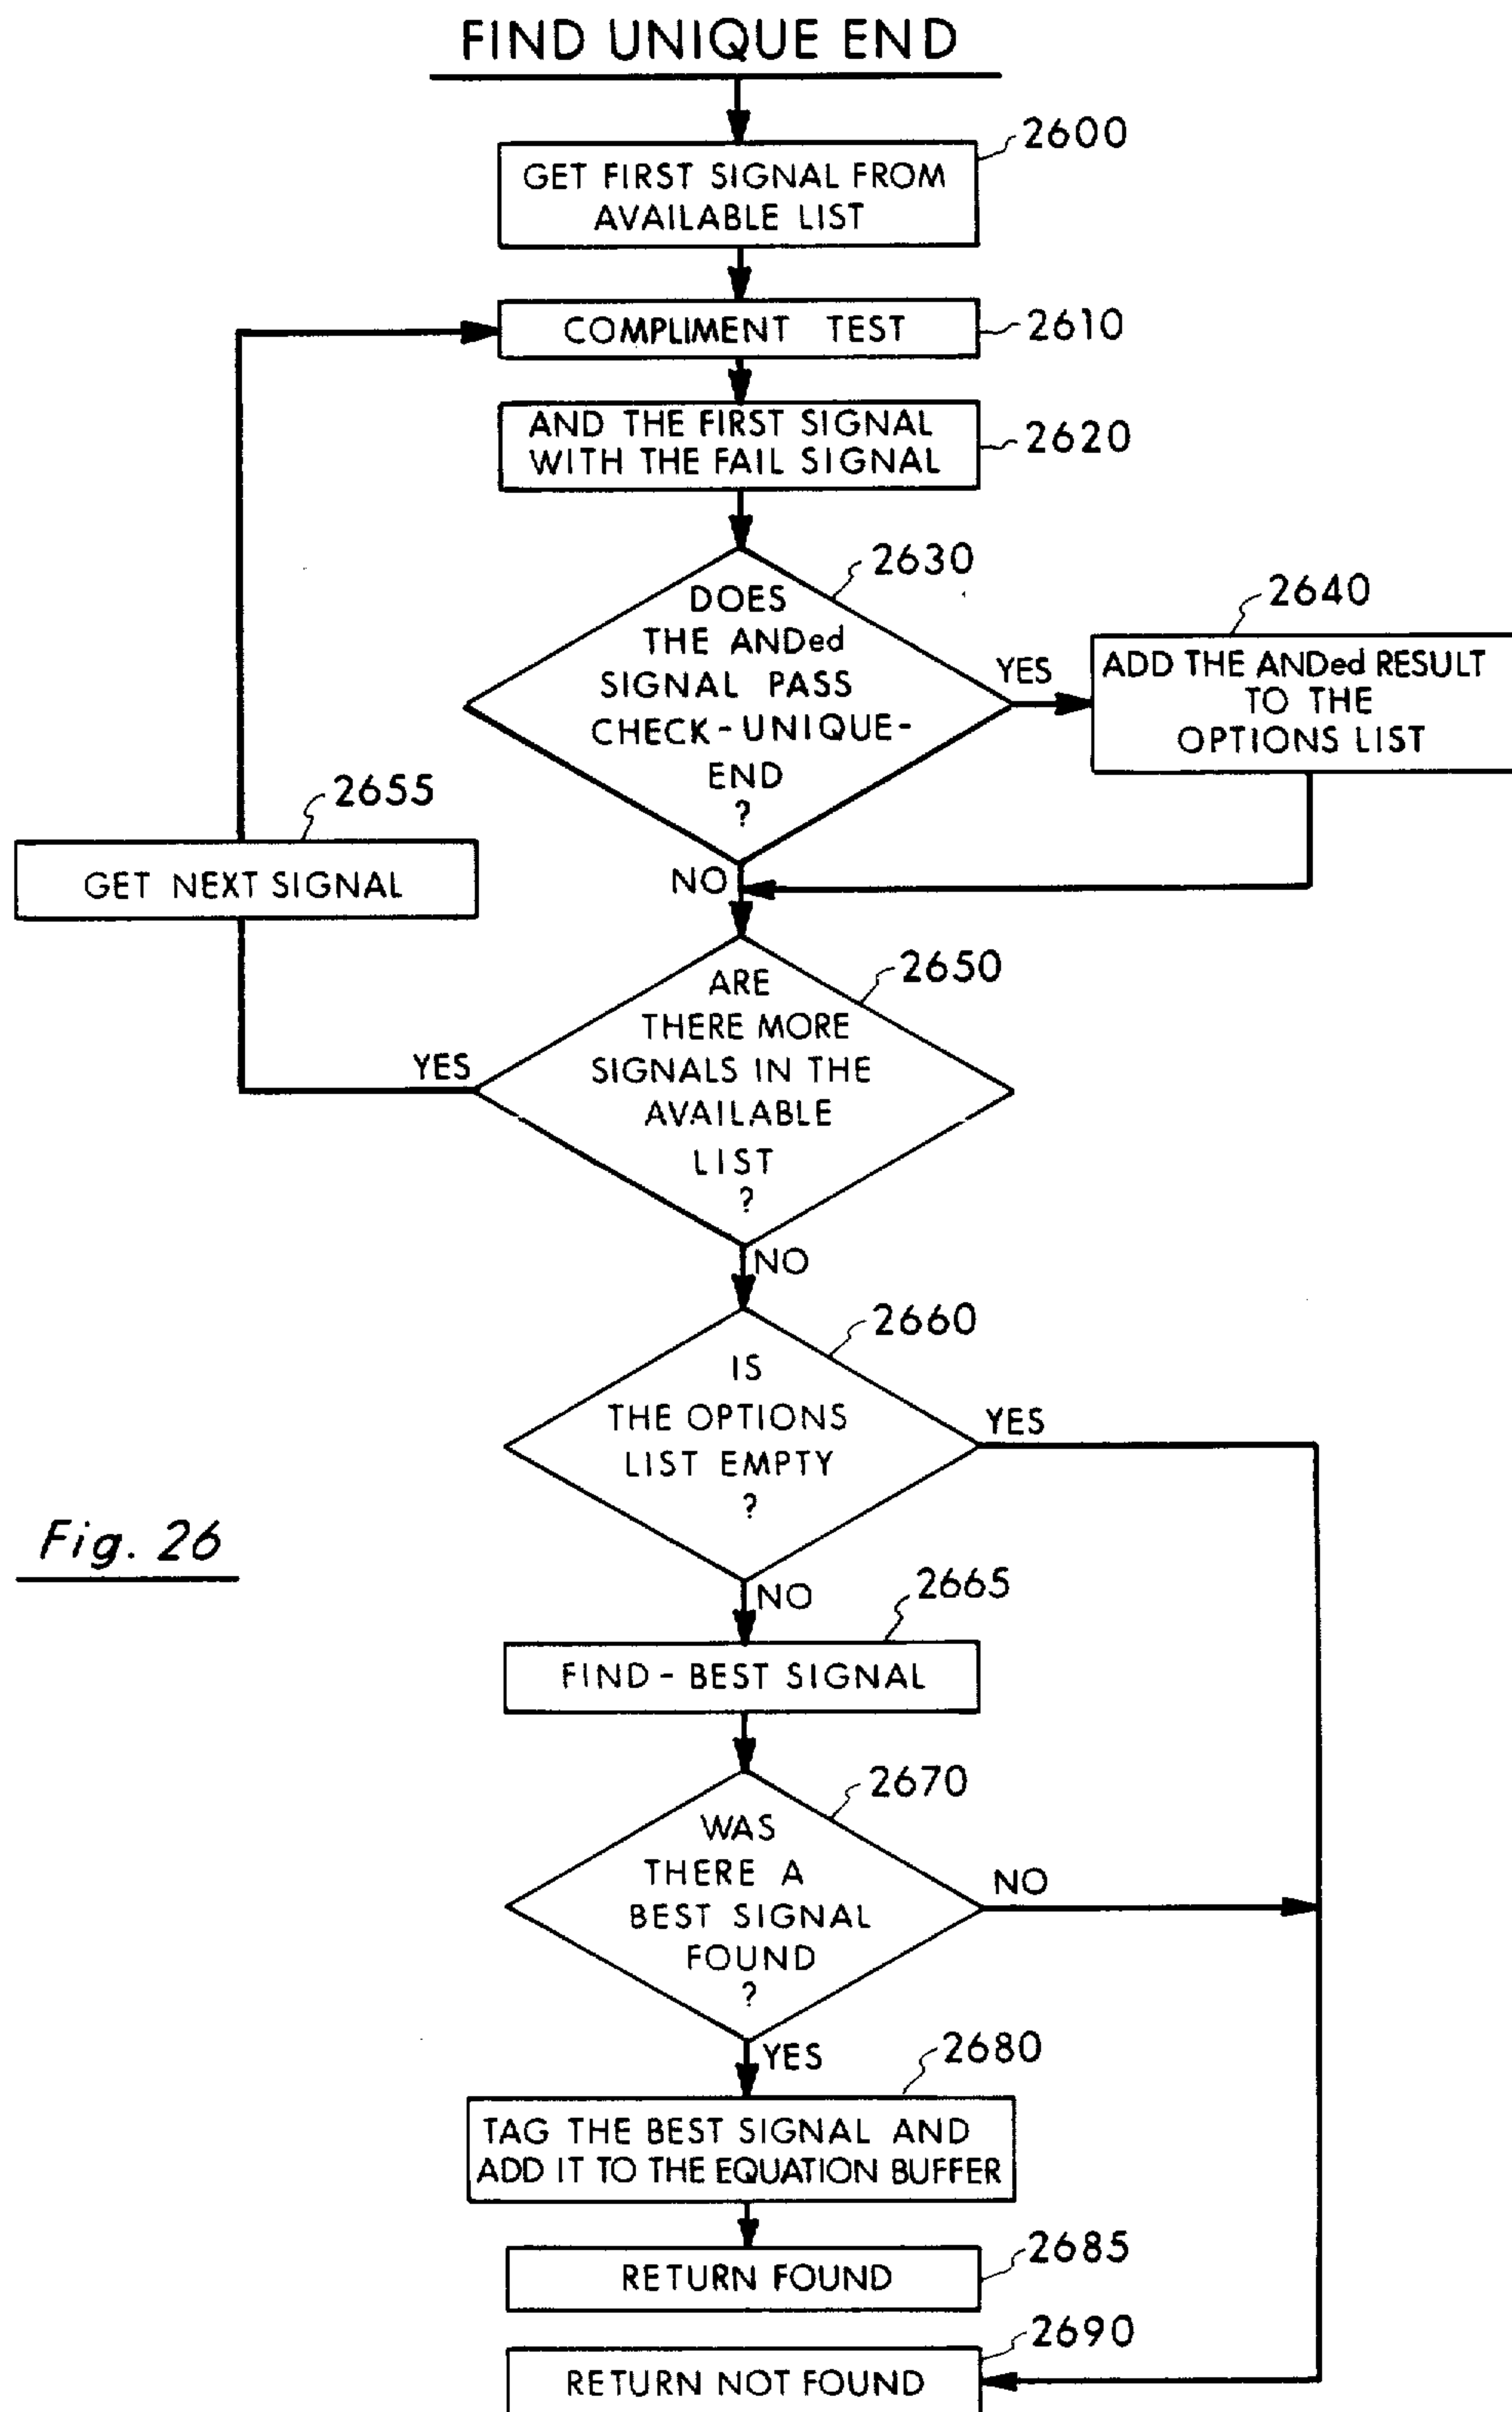 FIND UNIQUE END
2600
GET FIRST SIGNAL FROM
AVAILABLE LIST
COMPLIMENT TEST
2610
AND THE FIRST SIGNAL
WITH THE FAIL SIGNAL
2620
2630
DOES
THE ANDed
SIGNAL PASS
CHECK-UNIQUE-
END
?
YES
2640
ADD THE ANDed RESULT
TO THE
OPTIONS LIST
NO
2655
GET NEXT SIGNAL
2650
ARE
THERE MORE
SIGNALS IN THE
AVAILABLE
LIST
?
YES
NO
2660
IS
THE OPTIONS
LIST EMPTY
?
YES
NO
Fig. 26
2665
FIND-BEST SIGNAL
2670
WAS
THERE A
BEST SIGNAL
FOUND
?
NO
YES
2680
TAG THE BEST SIGNAL AND
ADD IT TO THE EQUATION BUFFER
2685
RETURN FOUND
2690
RETURN NOT FOUND